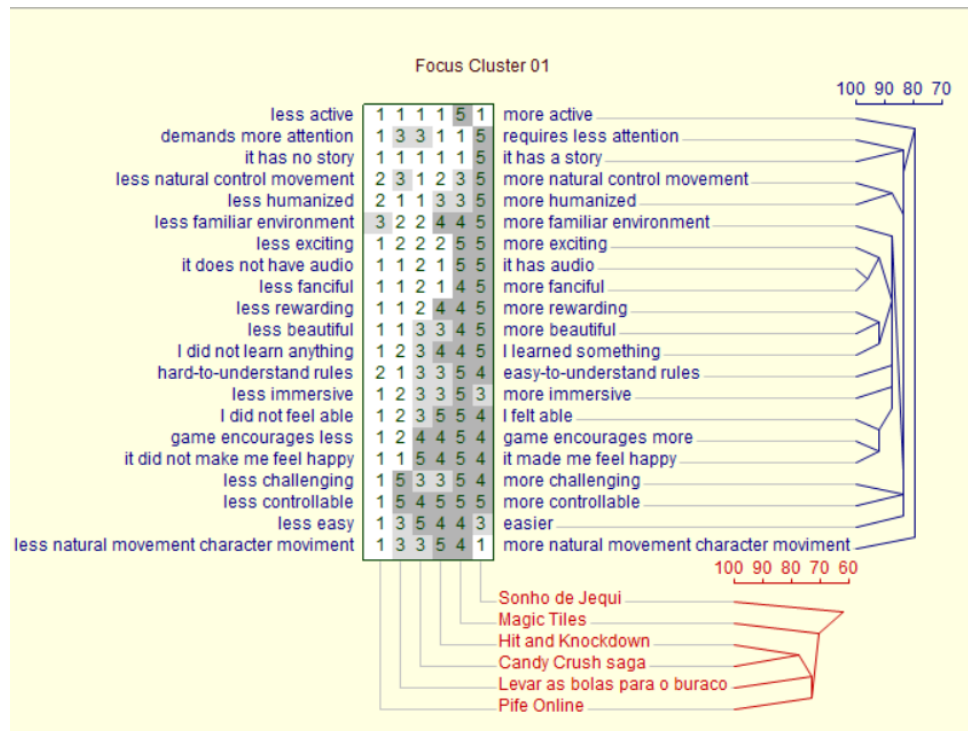 Focus Cluster 01
100 90 80 70
less active 1 1 1 1 5 1 more active
demands more attention 1 3 3 1 1 5 requires less attention
it has no story 1 1 1 1 1 5 it has a story
less natural control movement 2 3 1 2 3 5 more natural control movement
less humanized 2 1 1 3 3 5 more humanized
less familiar environment 3 2 2 4 4 5 more familiar environment
less exciting 1 2 2 2 5 5 more exciting
it does not have audio 1 1 2 1 5 5 it has audio
less fanciful 1 1 2 1 4 5 more fanciful
less rewarding 1 1 2 4 4 5 more rewarding
less beautiful 1 1 3 3 4 5 more beautiful
I did not learn anything 1 2 3 4 4 5 I learned something
hard-to-understand rules 2 1 3 3 5 4 easy-to-understand rules
less immersive 1 2 3 3 5 3 more immersive
I did not feel able 1 2 3 5 5 4 I felt able
game encourages less 1 2 4 4 5 4 game encourages more
it did not make me feel happy 1 1 5 4 5 4 it made me feel happy
less challenging 1 5 3 3 5 4 more challenging
less controllable 1 5 4 5 5 5 more controllable
less easy 1 3 5 4 4 3 easier
less natural movement character moviment 1 3 3 5 4 1 more natural movement character moviment
100 90 80 70 60
Sonho de Jequi
Magic Tiles
Hit and Knockdown
Candy Crush saga
Levar as bolas para o buraco
Pife Online